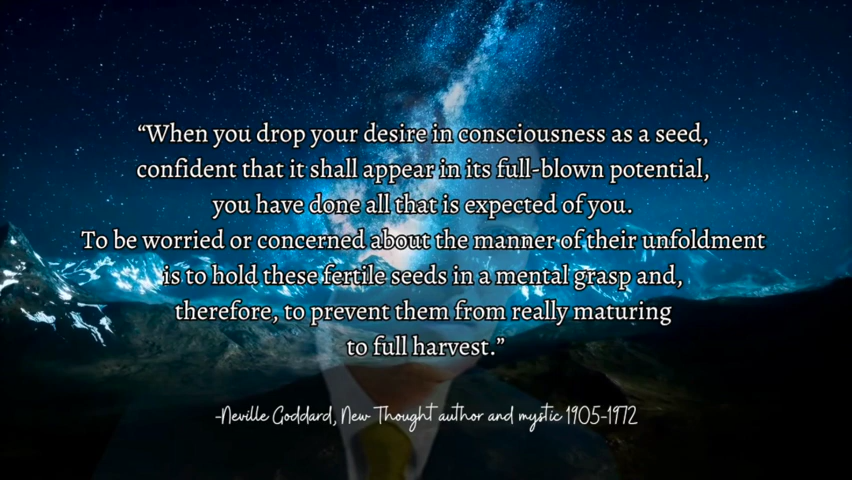 “When you drop your desire in consciousness as a seed,
confident that it shall appear in its full-blown potential,
you have done all that is expected of you.
To be worried or concerned about the manner of their unfoldment
is to hold these fertile seeds in a mental grasp and,
therefore, to prevent them from really maturing
to full harvest.”
-Neville Goddard, New Thought author and mystic 1905-1972